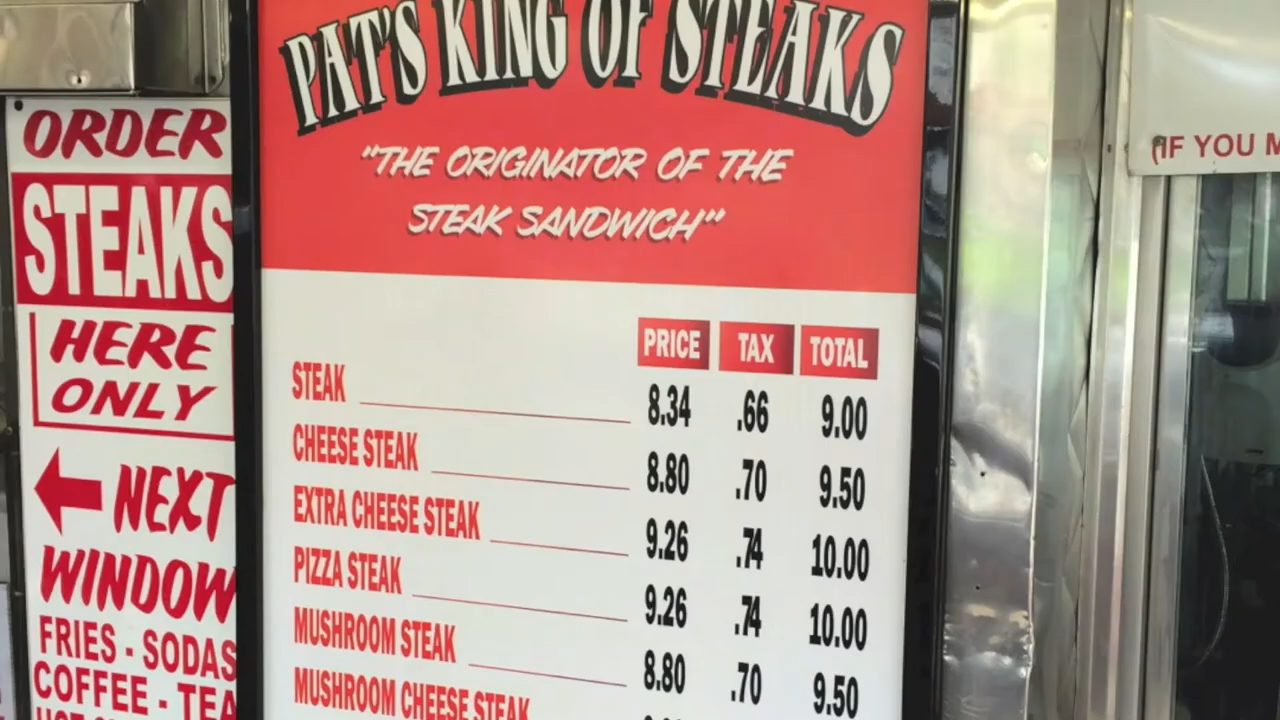 ORDER
STEAKS
HERE
ONLY
NEXT
WINDOW
FRIES - SODAS
COFFEE - TEA
PAT'S KING OF STEAKS
"THE ORIGINATOR OF THE
STEAK SANDWICH"
PRICE TAX TOTAL
STEAK 8.34 .66 9.00
CHEESE STEAK 8.80 .70 9.50
EXTRA CHEESE STEAK 9.26 .74 10.00
PIZZA STEAK 9.26 .74 10.00
MUSHROOM STEAK 8.80 .70 9.50
MUSHROOM CHEESE STEAK
(IF YOU M